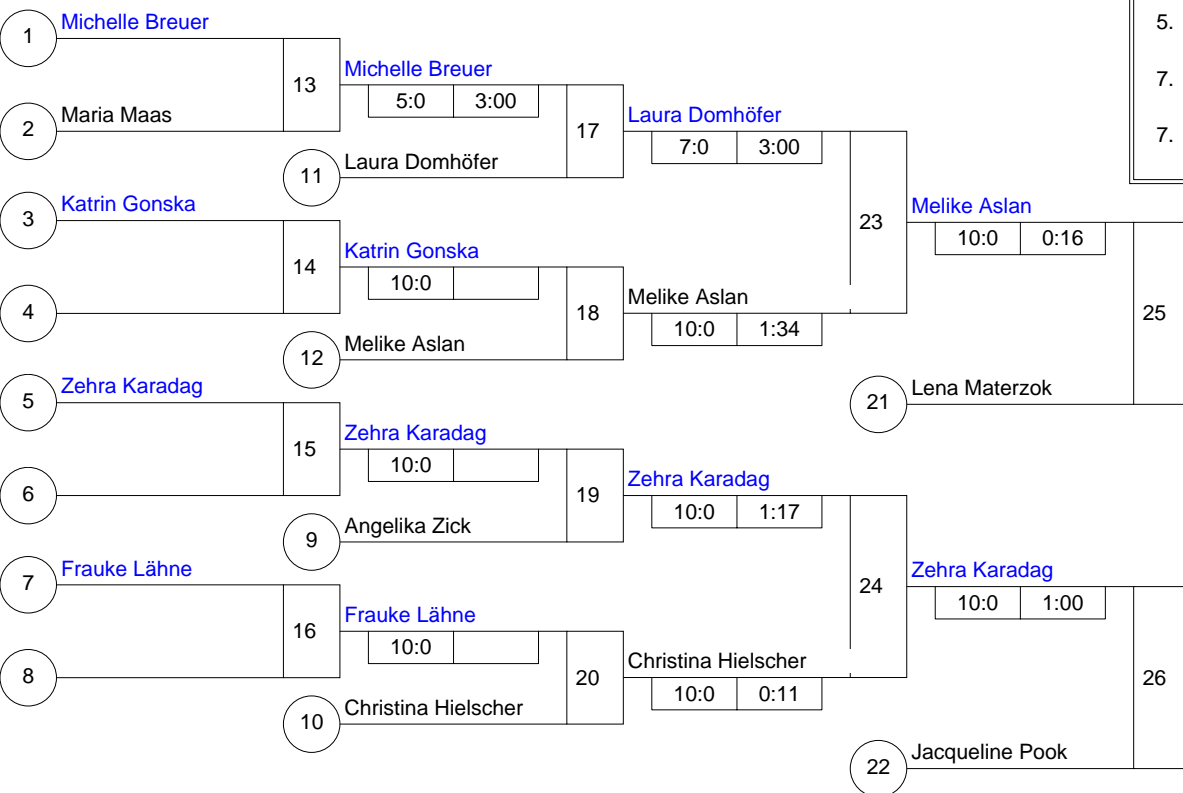 1 Michelle Breuer
5.
13
Michelle Breuer
5:0 3:00
7.
2 Maria Maas
17
Laura Domhöfer
7:0 3:00
7.
11 Laura Domhöfer
3 Katrin Gonska
23
Melike Aslan
10:0 0:16
14
Katrin Gonska
10:0
4
18
Melike Aslan
10:0 1:34
25
12 Melike Aslan
5 Zehra Karadag
21 Lena Materzok
15
Zehra Karadag
10:0
6
19
Zehra Karadag
10:0 1:17
9 Angelika Zick
7 Frauke Lähne
24
Zehra Karadag
10:0 1:00
16
Frauke Lähne
10:0
8
20
Christina Hielscher
10:0 0:11
26
10 Christina Hielscher
22 Jacqueline Pook